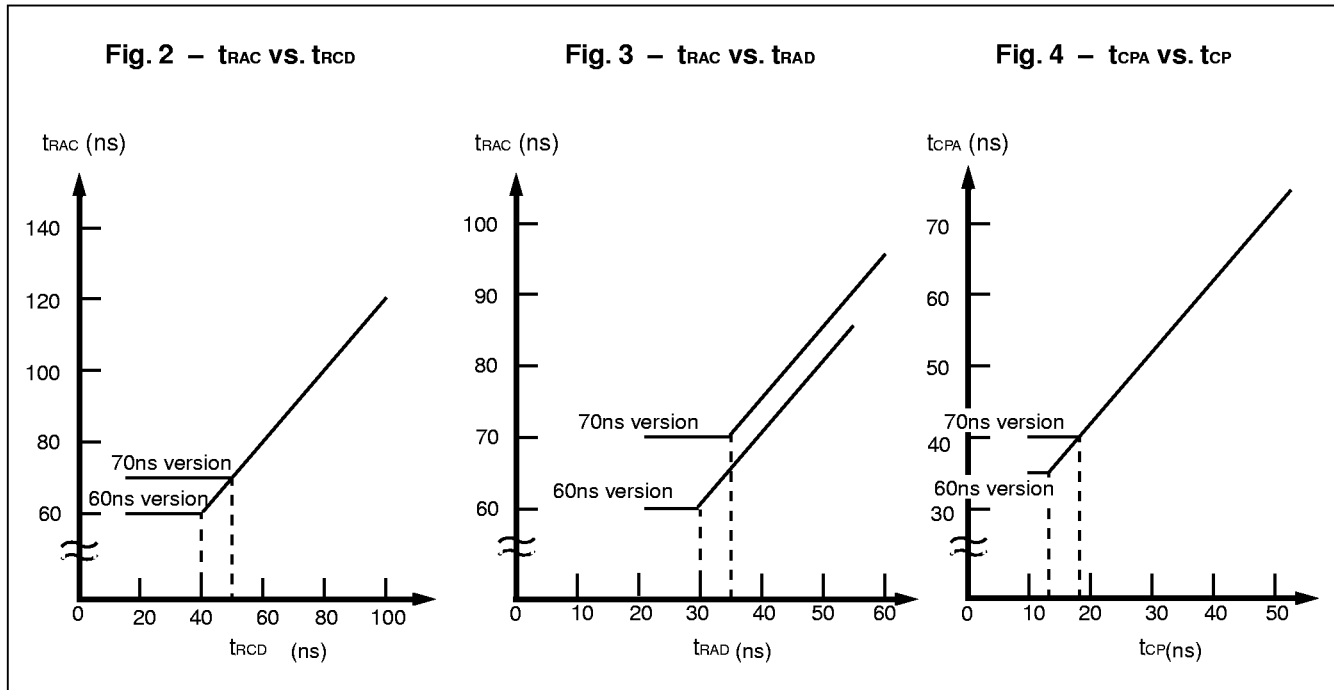 Fig. 2 – tRAC vs. tRCD
tRAC (ns)
140
120
100
80
70ns version
60ns version
60
0 20 40 60 80 100
tRCD (ns)
Fig. 3 – tRAC vs. tRAD
tRAC (ns)
100
90
80
70ns version
70
60ns version
60
0 10 20 30 40 50 60
tRAD (ns)
Fig. 4 – tCPA vs. tCP
tCPA (ns)
70
60
50
70ns version
40
60ns version
30
0 10 20 30 40 50
tCP(ns)